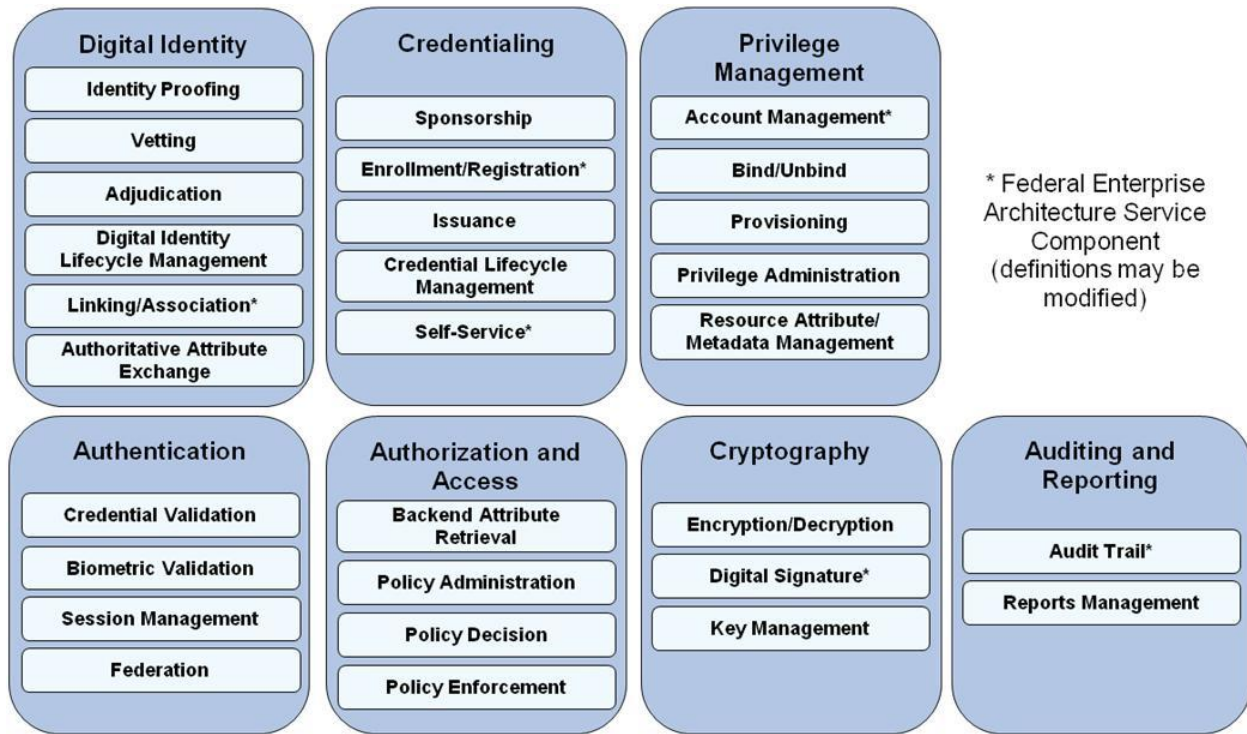 Digital Identity
Identity Proofing
Vetting
Adjudication
Digital Identity
Lifecycle Management
Linking/Association*
Authoritative Attribute
Exchange
Credentialing
Sponsorship
Enrollment/Registration*
Issuance
Credential Lifecycle
Management
Self-Service*
Privilege
Management
Account Management*
Bind/Unbind
Provisioning
Privilege Administration
Resource Attribute/
Metadata Management
* Federal Enterprise
Architecture Service
Component
(definitions may be
modified)
Authentication
Credential Validation
Biometric Validation
Session Management
Federation
Authorization and
Access
Backend Attribute
Retrieval
Policy Administration
Policy Decision
Policy Enforcement
Cryptography
Encryption/Decryption
Digital Signature*
Key Management
Auditing and
Reporting
Audit Trail*
Reports Management